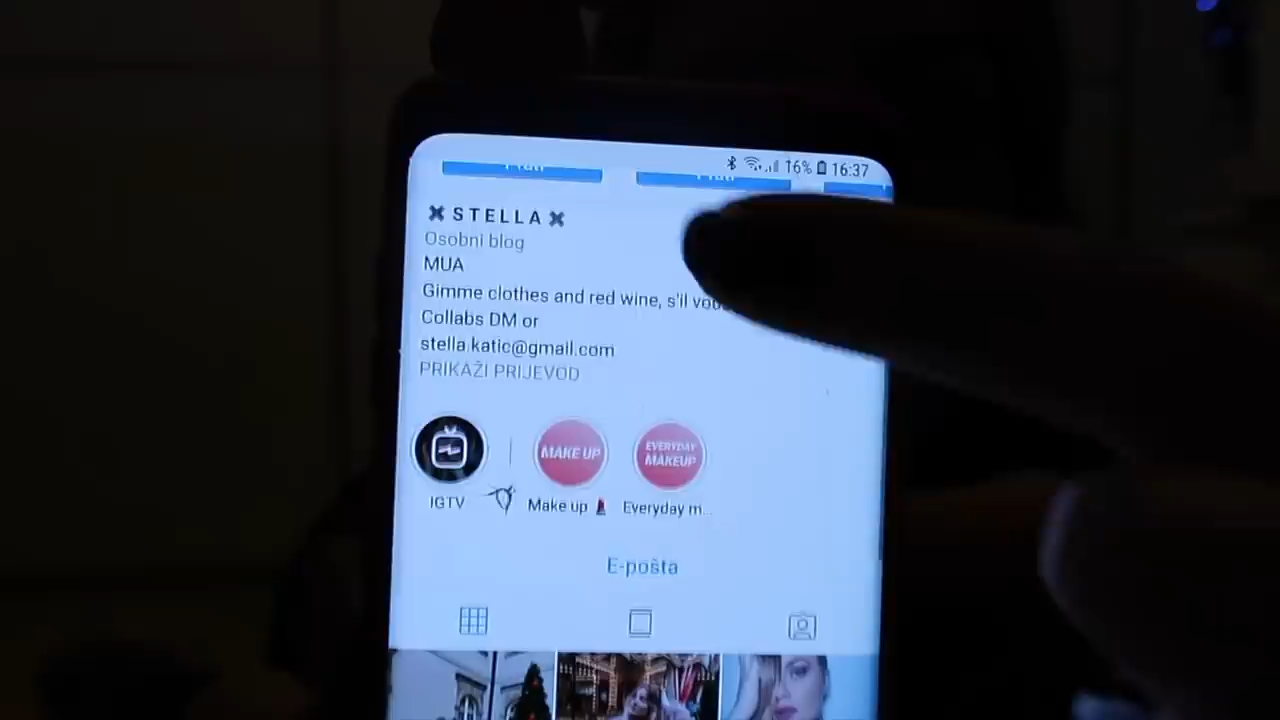 16% 16:37
✖ STELLA ✖
Osobni blog
MUA
Gimme clothes and red wine, s'il vou
Collabs DM or
stella.katic@gmail.com
PRIKAŽI PRIJEVOD
MAKE UP
EVERYDAY
MAKEUP
IGTV
Make up
Everyday m...
E-pošta